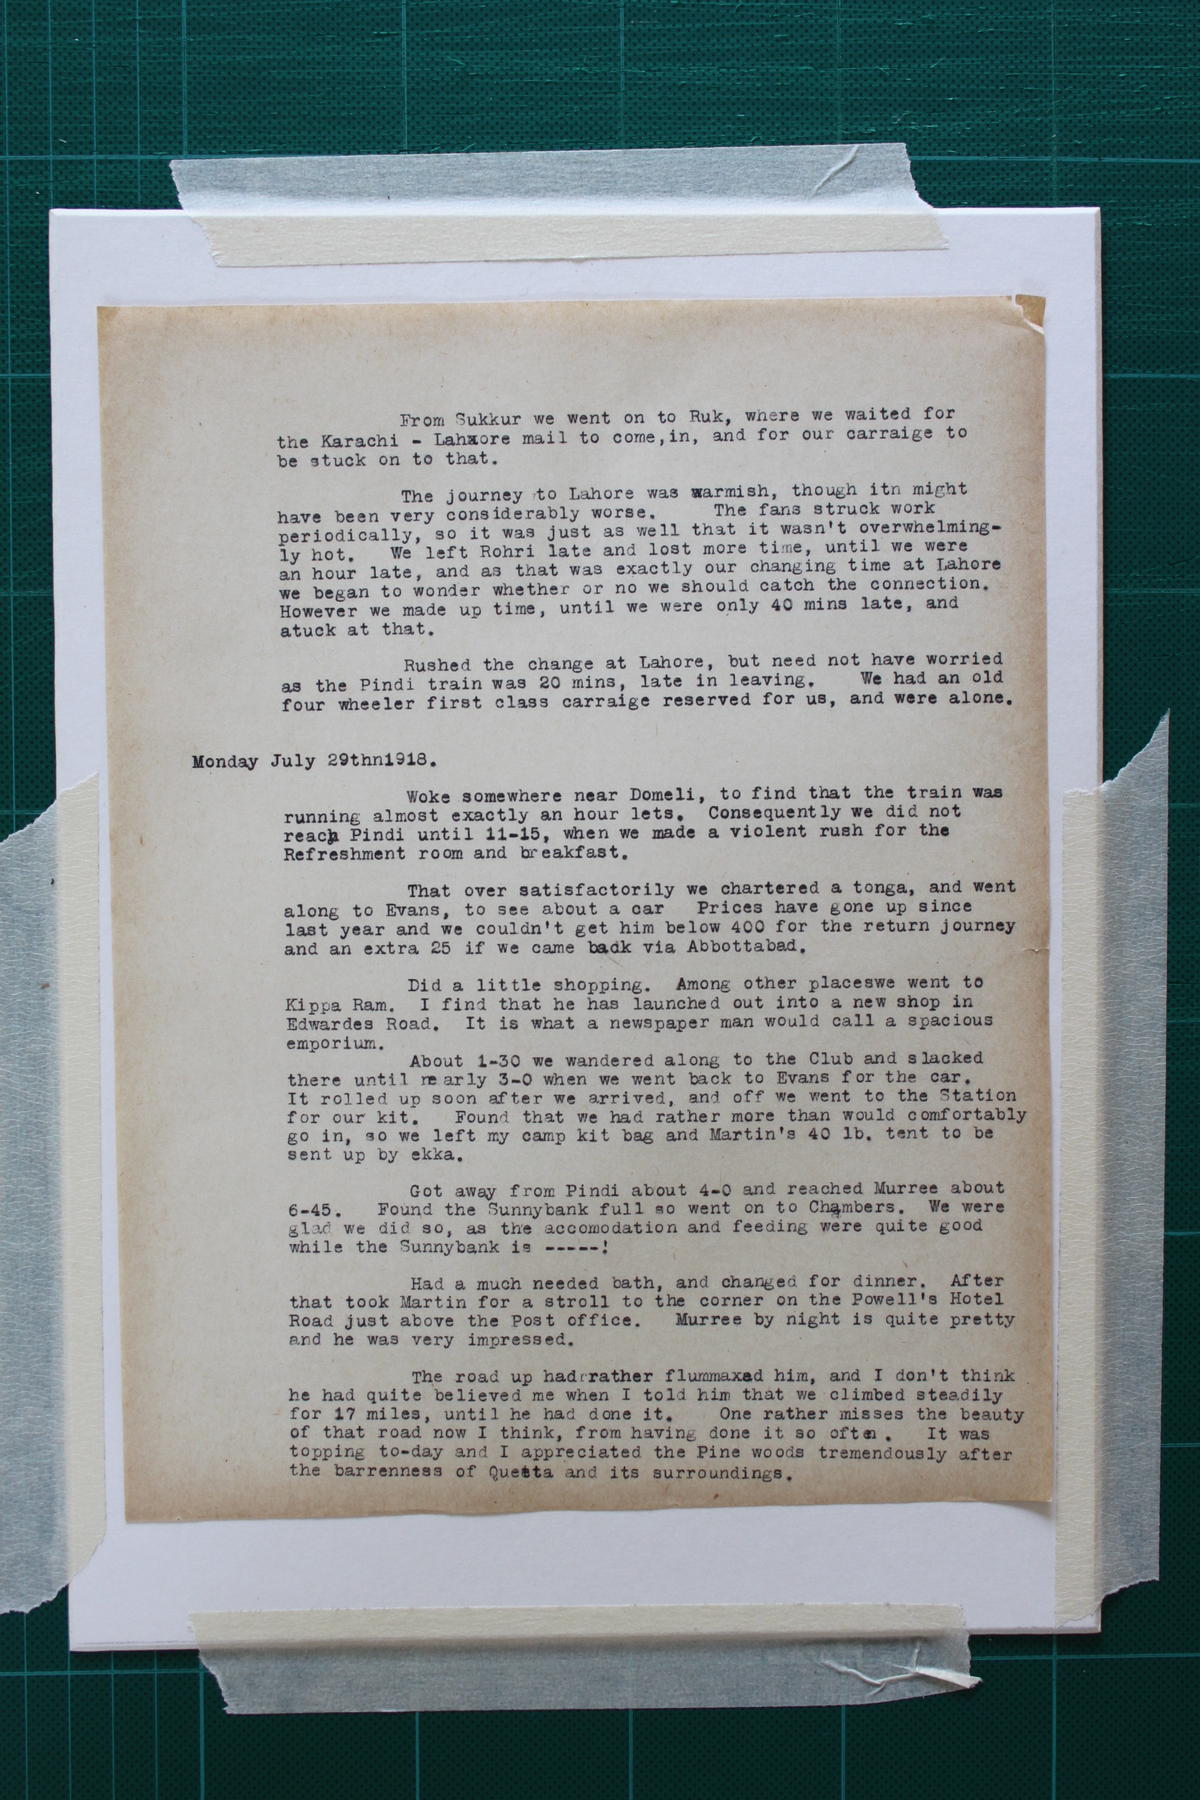 From Sukkur we went on to Ruk, where we waited for
the Karachi - Lahxore mail to come,in, and for our carraige to
be stuck on to that.
The journey to Lahore was warmish, though itn might
have been very considerably worse. The fans struck work
periodically, so it was just as well that it wasn't overwhelming-
ly hot. We left Rohri late and lost more time, until we were
an hour late, and as that was exactly our changing time at Lahore
we began to wonder whether or no we should catch the connection.
However we made up time, until we were only 40 mins late, and
atuck at that.
Rushed the change at Lahore, but need not have worried
as the Pindi train was 20 mins, late in leaving. We had an old
four wheeler first class carraige reserved for us, and were alone.
Monday July 29thn1918.
Woke somewhere near Domeli, to find that the train was
running almost exactly an hour lets. Consequently we did not
reach Pindi until 11-15, when we made a violent rush for the
Refreshment room and breakfast.
That over satisfactorily we chartered a tonga, and went
along to Evans, to see about a car Prices have gone up since
last year and we couldn't get him below 400 for the return journey
and an extra 25 if we came back via Abbottabad.
Did a little shopping. Among other placeswe went to
Kippa Ram. I find that he has launched out into a new shop in
Edwardes Road. It is what a newspaper man would call a spacious
emporium.
About 1-30 we wandered along to the Club and slacked
there until nearly 3-0 when we went back to Evans for the car.
It rolled up soon after we arrived, and off we went to the Station
for our kit. Found that we had rather more than would comfortably
go in, so we left my camp kit bag and Martin's 40 lb. tent to be
sent up by ekka.
Got away from Pindi about 4-0 and reached Murree about
6-45. Found the Sunnybank full so went on to Chambers. We were
glad we did so, as the accomodation and feeding were quite good
while the Sunnybank is -----!
Had a much needed bath, and changed for dinner. After
that took Martin for a stroll to the corner on the Powell's Hotel
Road just above the Post office. Murree by night is quite pretty
and he was very impressed.
The road up hadrrather flummaxed him, and I don't think
he had quite believed me when I told him that we climbed steadily
for 17 miles, until he had done it. One rather misses the beauty
of that road now I think, from having done it so often. It was
topping to-day and I appreciated the Pine woods tremendously after
the barrenness of Quetta and its surroundings.